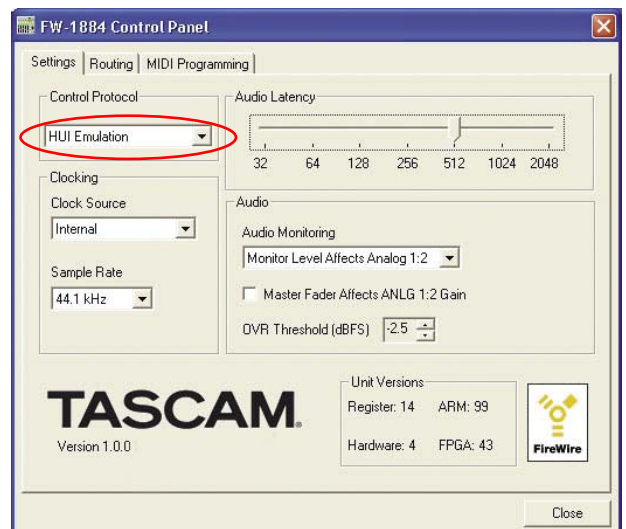 FW-1884 Control Panel
Settings Routing MIDI Programming
Control Protocol
HUI Emulation
Clocking
Clock Source
Internal
Sample Rate
44.1 kHz
Audio Latency
32 64 128 256 512 1024 2048
Audio
Audio Monitoring
Monitor Level Affects Analog 1:2
Master Fader Affects ANLG 1:2 Gain
OVR Threshold (dBFS) -2.5
TASCAM.
Version 1.0.0
Unit Versions
Register: 14 ARM: 99
Hardware: 4 FPGA: 43
FireWire
Close